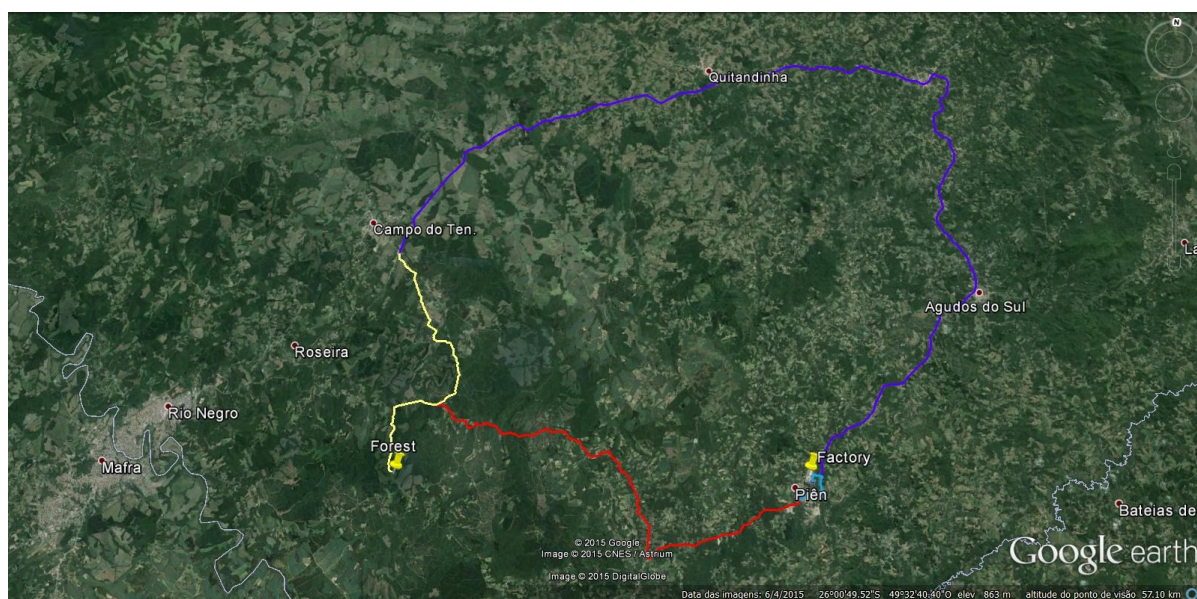 N
Quitandinha
Campo do Ten.
Agudos do Sul
Roseira
Rio Negro
Forest
Factory
Mafra
Piên
Bateias de
© 2015 Google
Image © 2015 CNES / Astrium
Image © 2015 DigitalGlobe
Google earth
Data das imagens: 6/4/2015 26°00'49.52"S 49°32'40.40"O elev 863 m altitude do ponto de visão 57.10 km
La